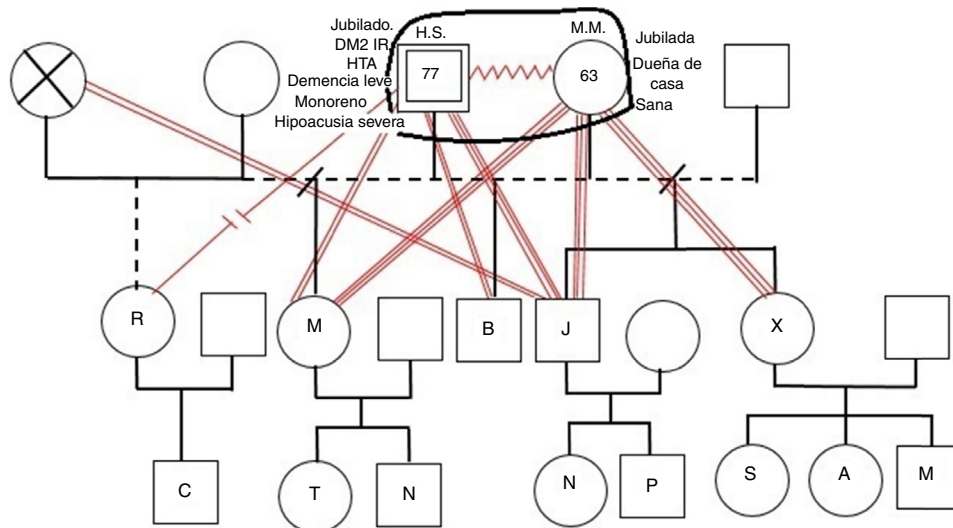 H.S.
M.M.
Jubilado.
DM2 IR
HTA
Demencia leve
Monoreno
Hipoacusia severa
77
63
Jubilada
Dueña de
casa
Sana
R
M
B
J
X
C
T
N
N
P
S
A
M